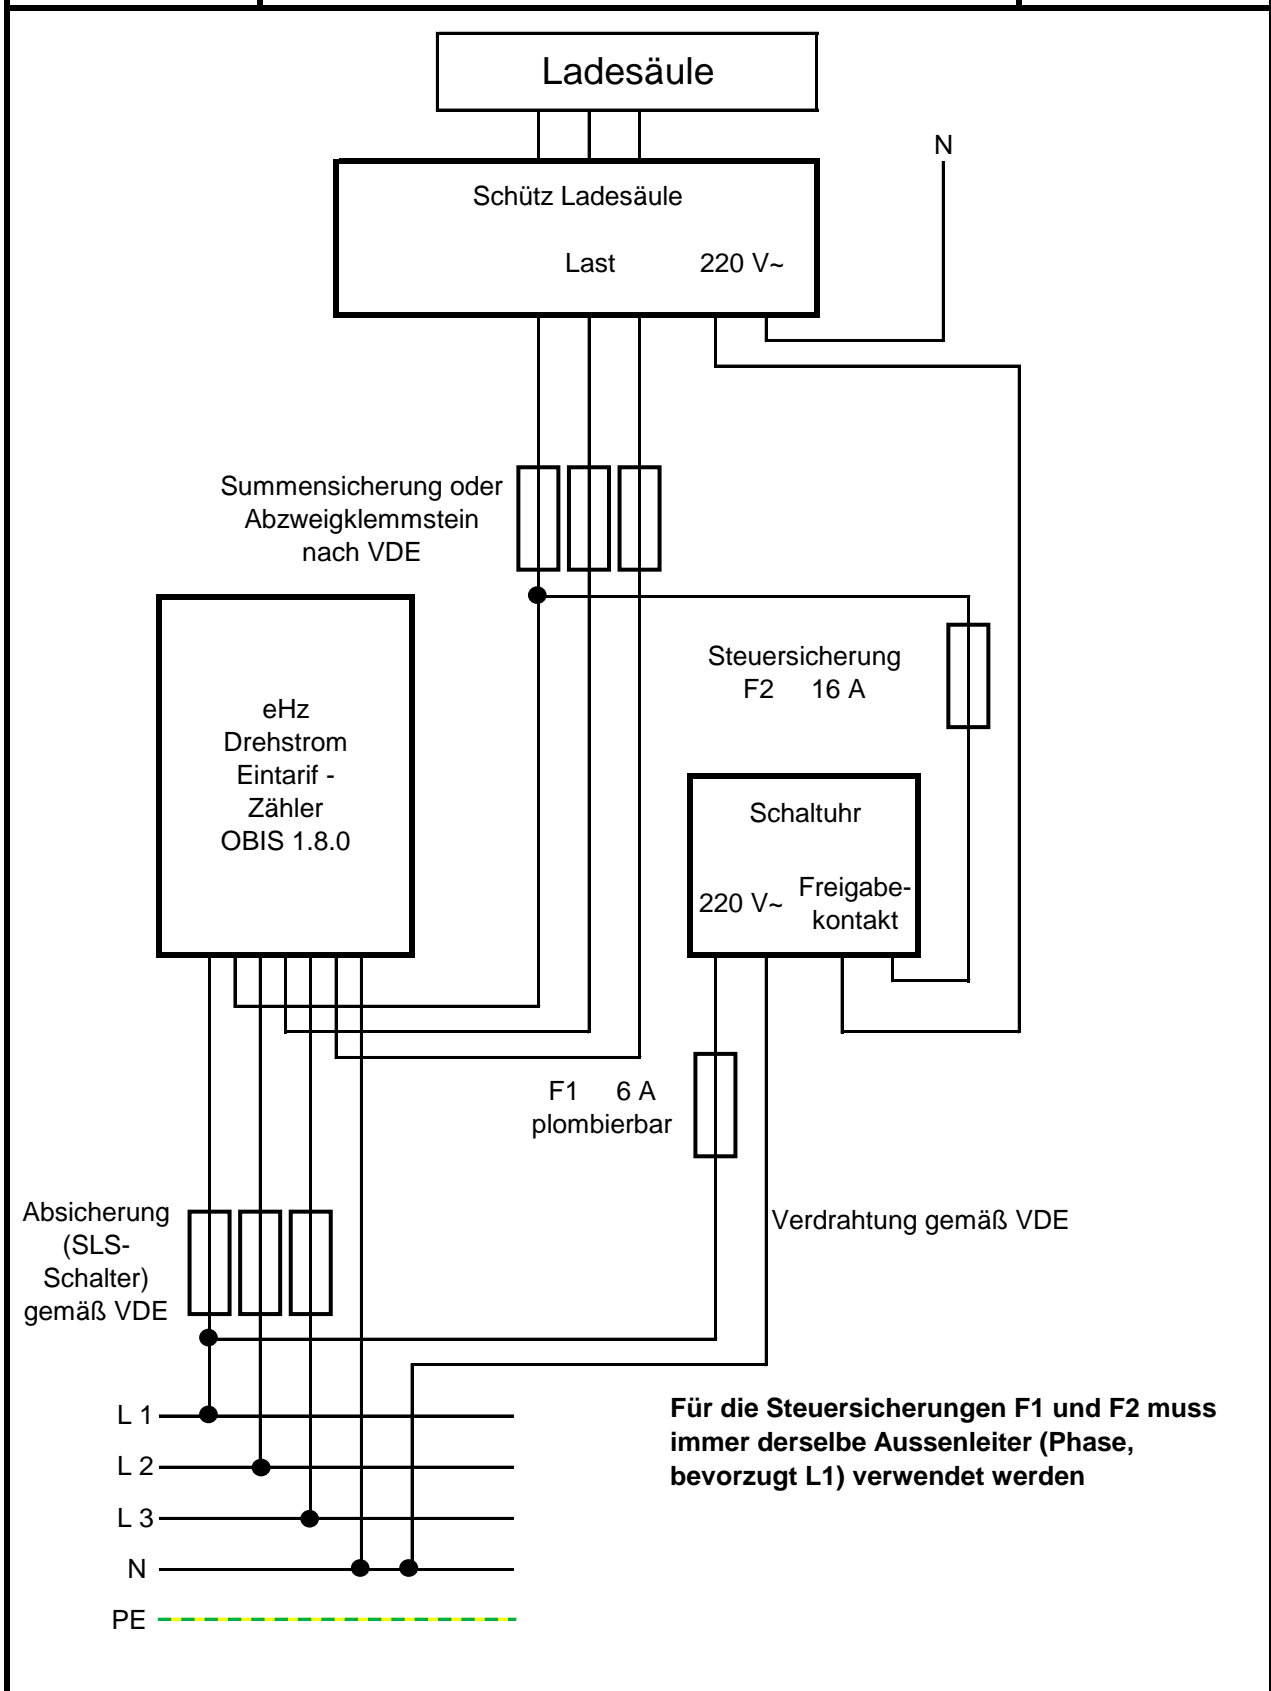 Ladesäule
N
Schütz Ladesäule
Last 220 V~
Summensicherung oder
Abzweigklemmstein
nach VDE
Steuersicherung
F2 16 A
eHz
Drehstrom
Eintarif -
Zähler
OBIS 1.8.0
Schaltuhr
220 V~
Freigabe-
kontakt
F1 6 A
plombierbar
Absicherung
(SLS-
Schalter)
gemäß VDE
Verdrahtung gemäß VDE
Für die Steuersicherungen F1 und F2 muss
immer derselbe Aussenleiter (Phase,
bevorzugt L1) verwendet werden
L 1
L 2
L 3
N
PE